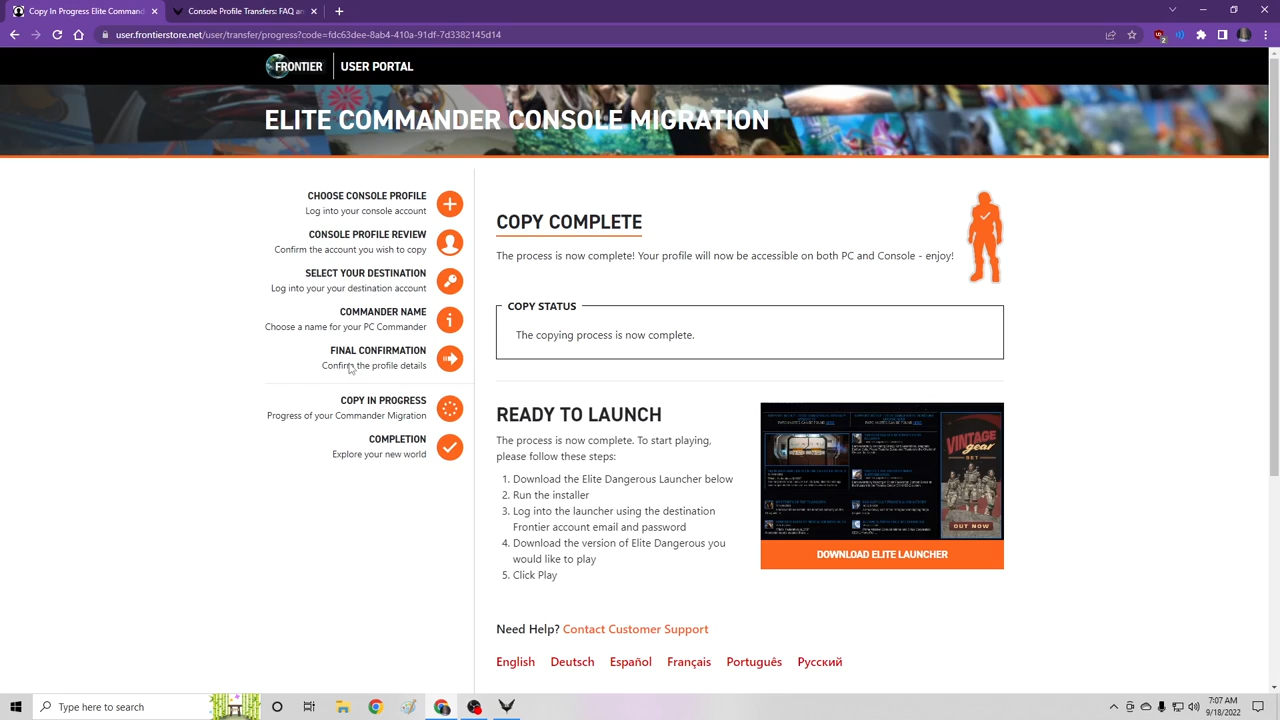 Copy In Progress Elite Comman
Console Profile Transfers FAQ and
user.frontierstore.net/user/transfer/progress?code=fdc63dee-8ab4-410a-91df-7d3382145d14
FRONTIER
USER PORTAL
ELITE COMMANDER CONSOLE MIGRATION
CHOOSE CONSOLE PROFILE
Log into your console account
CONSOLE PROFILE REVIEW
Confirm the account you wish to copy
SELECT YOUR DESTINATION
Log into your your destination account
COMMANDER NAME
Choose a name for your PC Commander
FINAL CONFIRMATION
Confirm the profile details
COPY IN PROGRESS
Progress of your Commander Migration
COMPLETION
Explore your new world
COPY COMPLETE
The process is now complete! Your profile will now be accessible on both PC and Console - enjoy!
COPY STATUS
The copying process is now complete.
READY TO LAUNCH
The process is now complete. To start playing,
please follow these steps:
1. Download the Elite Dangerous Launcher below
2. Run the installer
3. Log into the launcher using the destination
Frontier account email and password
4. Download the version of Elite Dangerous you
would like to play
5. Click Play
VINTAGE
gear
SET
OUT NOW
DOWNLOAD ELITE LAUNCHER
Need Help? Contact Customer Support
English Deutsch Español Français Português Русский
Type here to search
7:07 AM
9/18/2022